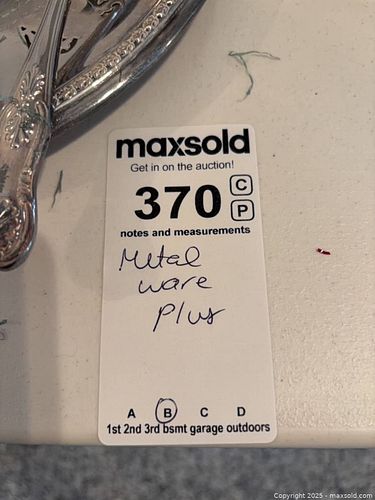 maxsold
Get in on the auction!
370 C
P
notes and measurements
Metal
ware
Plus
A B C D
1st 2nd 3rd bsmt garage outdoors
Copyright 2025 - maxsold.com